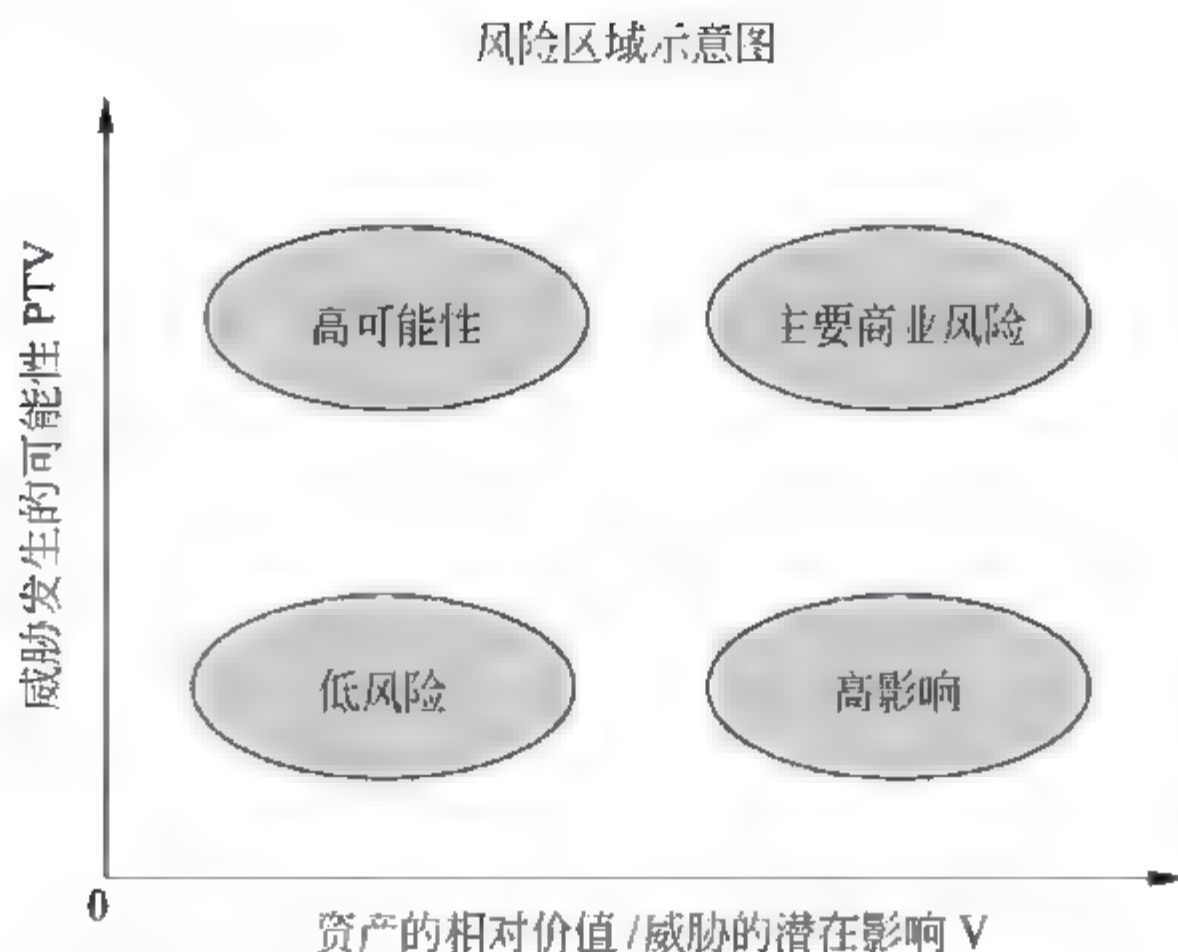 风险区域示意图
威胁发生的可能性 PTV
高可能性
主要商业风险
低风险
高影响
0
资产的相对价值/威胁的潜在影响 V